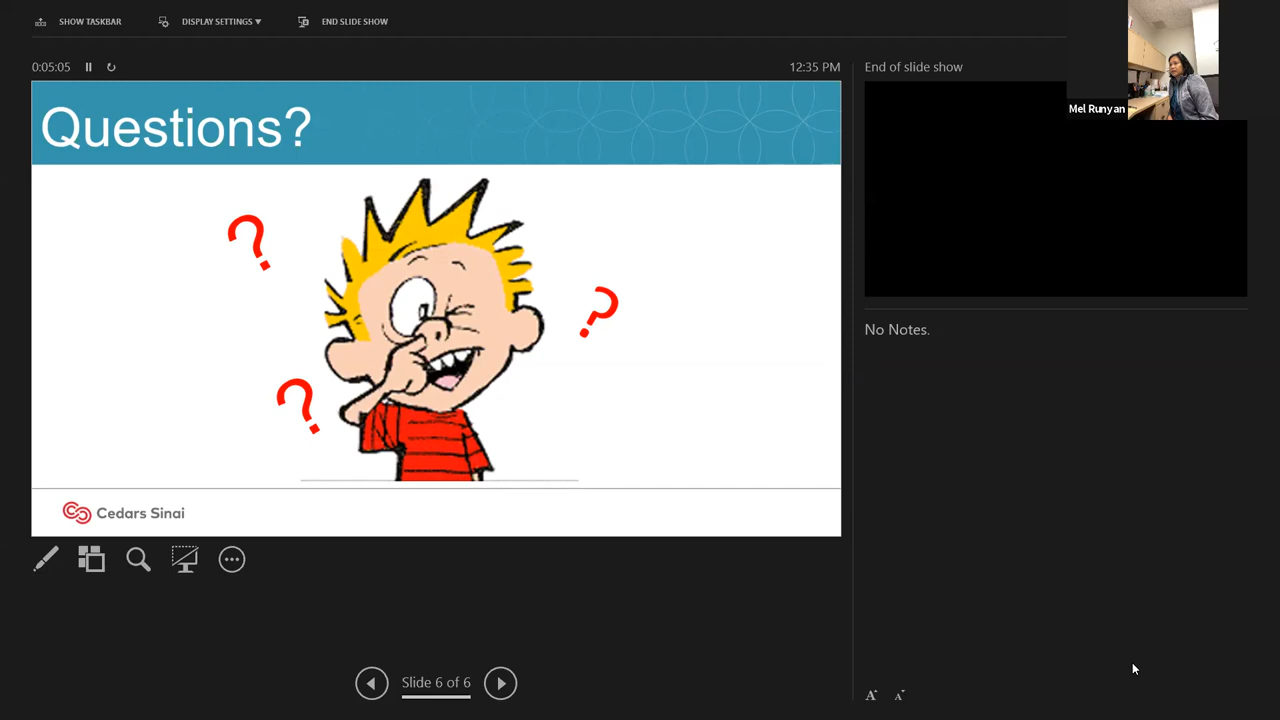 SHOW TASKBAR
DISPLAY SETTINGS ▼
END SLIDE SHOW
0:05:05
12:35 PM
End of slide show
Mel Runyan
Questions?
?
?
?
No Notes.
Cedars Sinai
Slide 6 of 6
A A